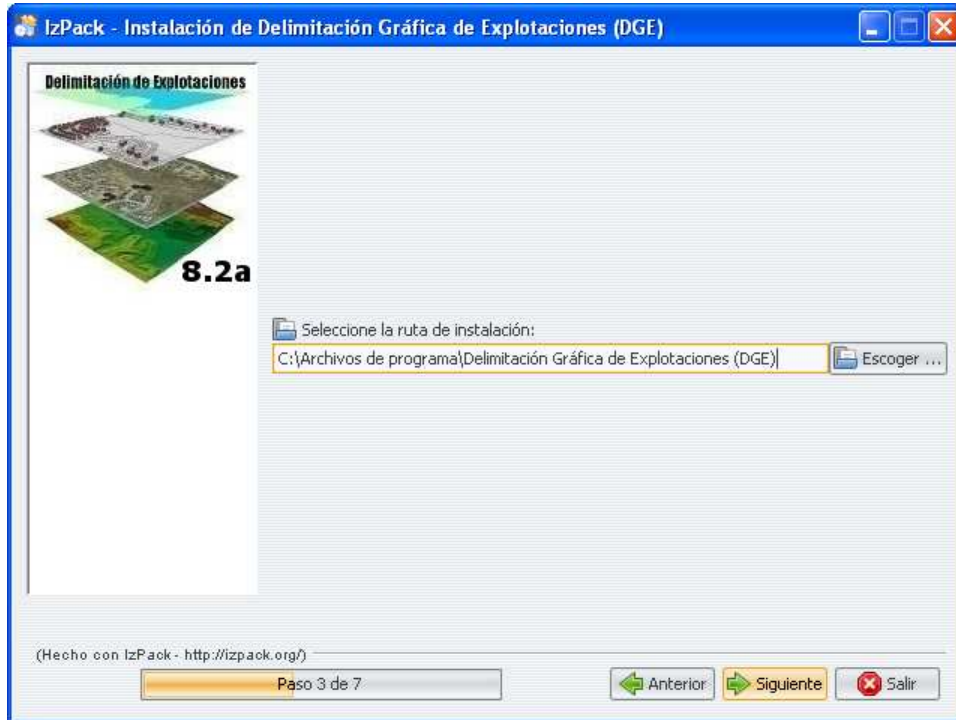 IzPack - Instalación de Delimitación Gráfica de Explotaciones (DGE)
Delimitación de Explotaciones
8.2a
Seleccione la ruta de instalación:
C:\Archivos de programa\Delimitación Gráfica de Explotaciones (DGE)
Escoger ...
(Hecho con IzPack - http://izpack.org/)
Paso 3 de 7
Anterior
Siguiente
Salir